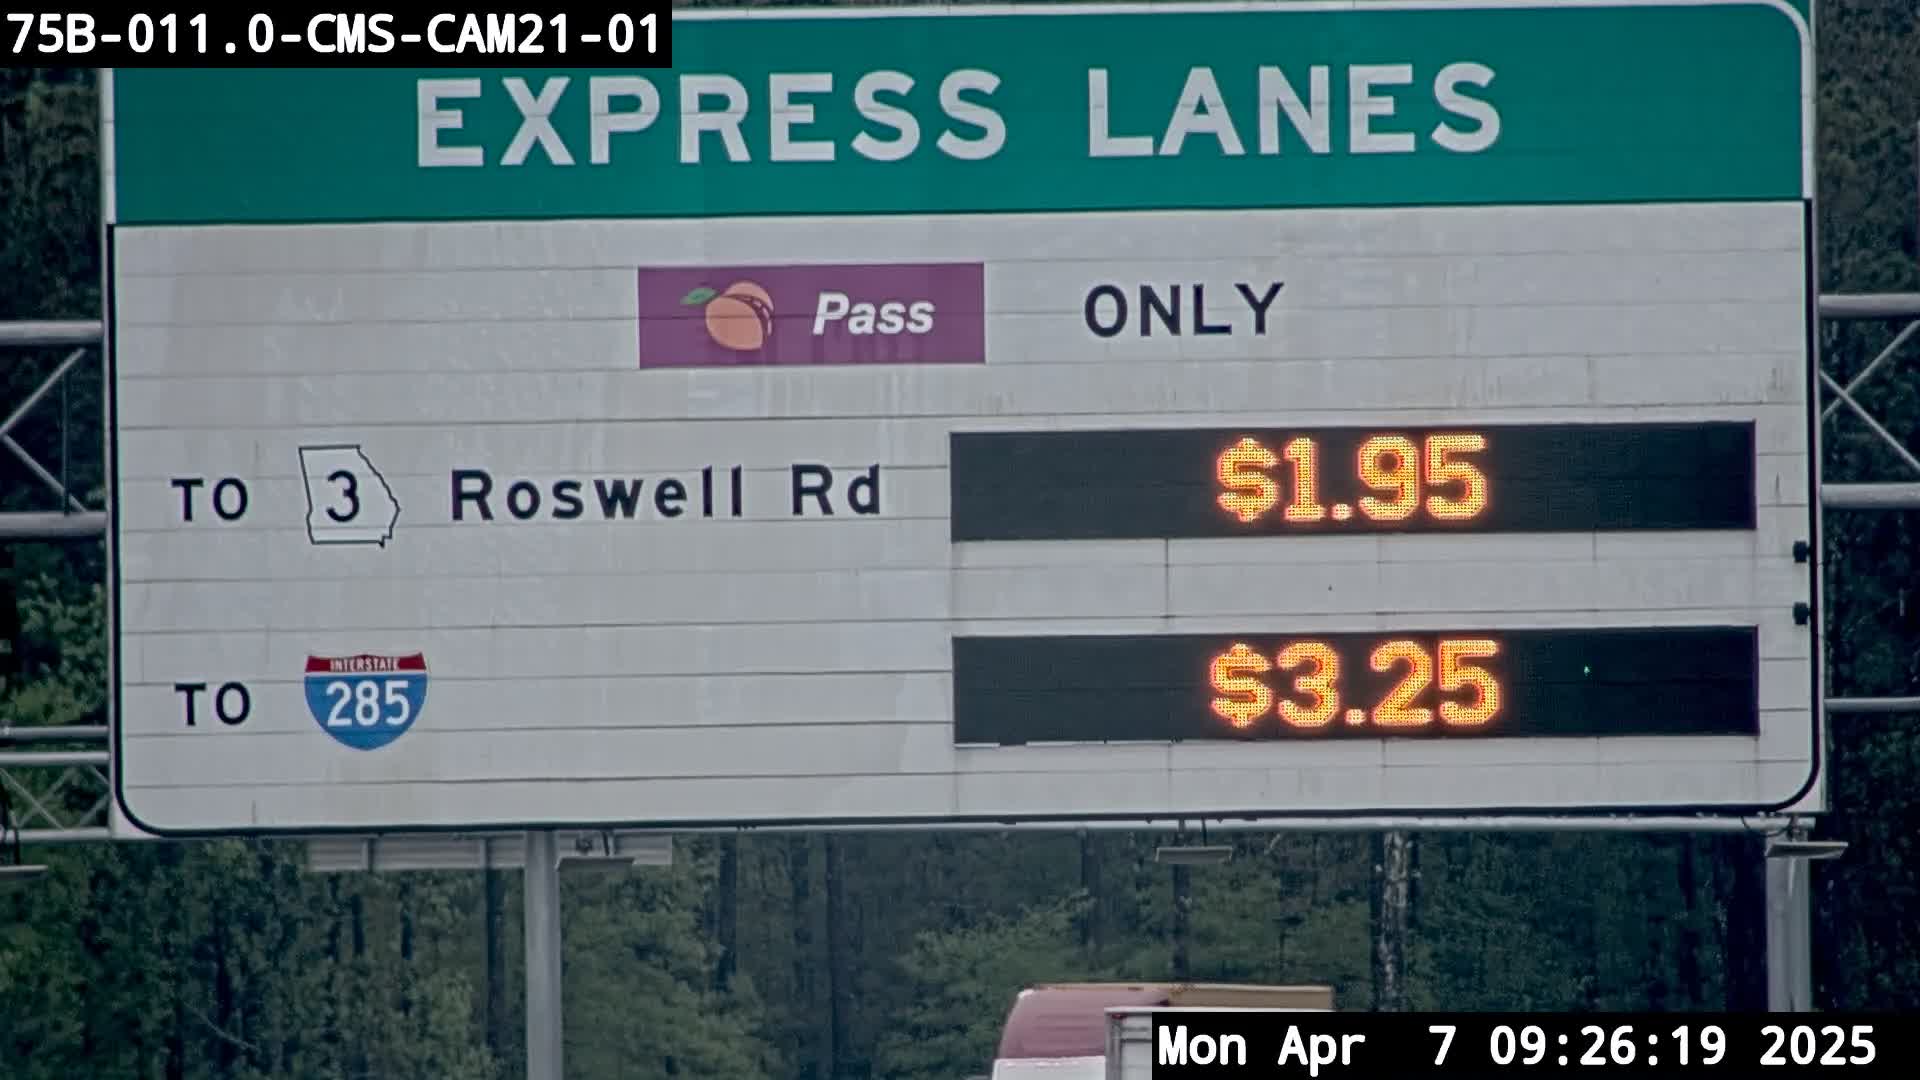 75B-011.0-CMS-CAM21-01
EXPRESS LANES
Pass ONLY
TO 3 Roswell Rd $1.95
TO INTERSTATE 285 $3.25
Mon Apr 7 09:26:19 2025